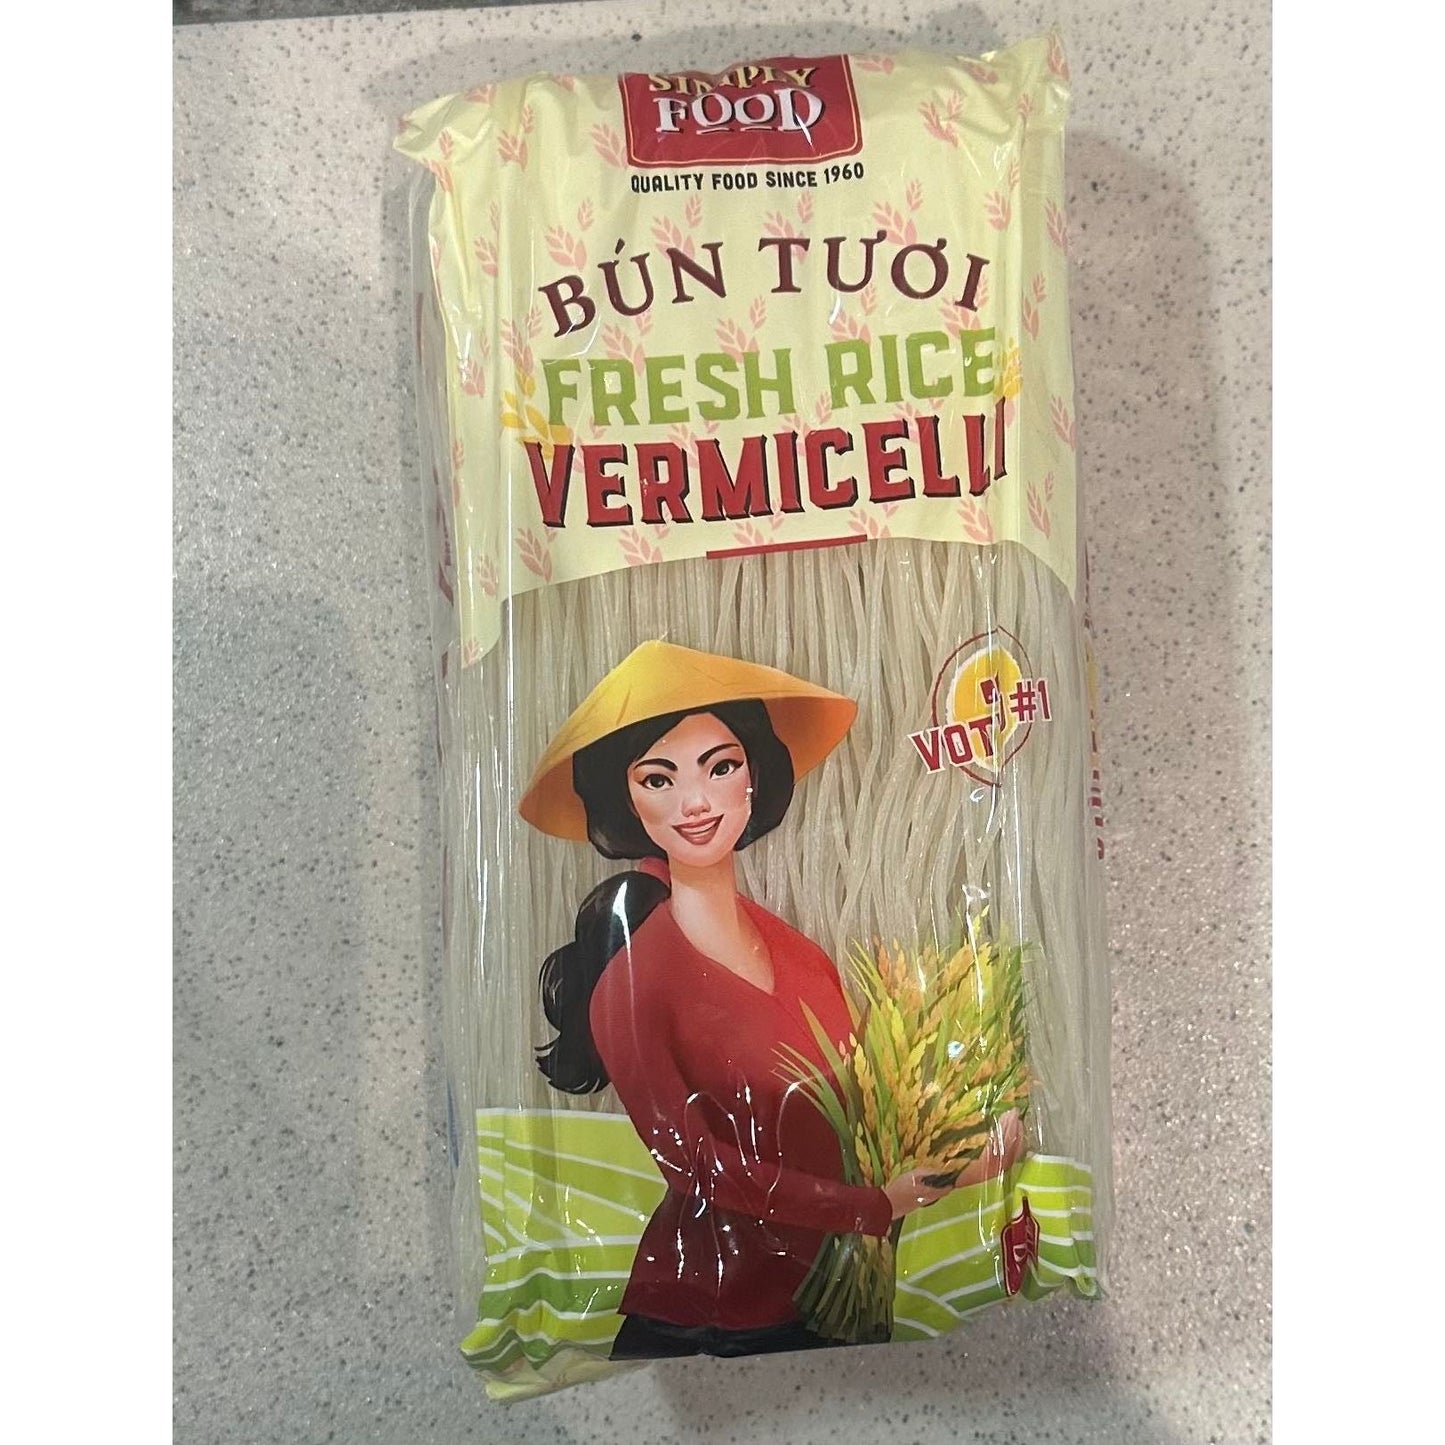 SIMPLY
FOOD
QUALITY FOOD SINCE 1960
BÚN TƯƠI
FRESH RICE
VERMICELLI
#1